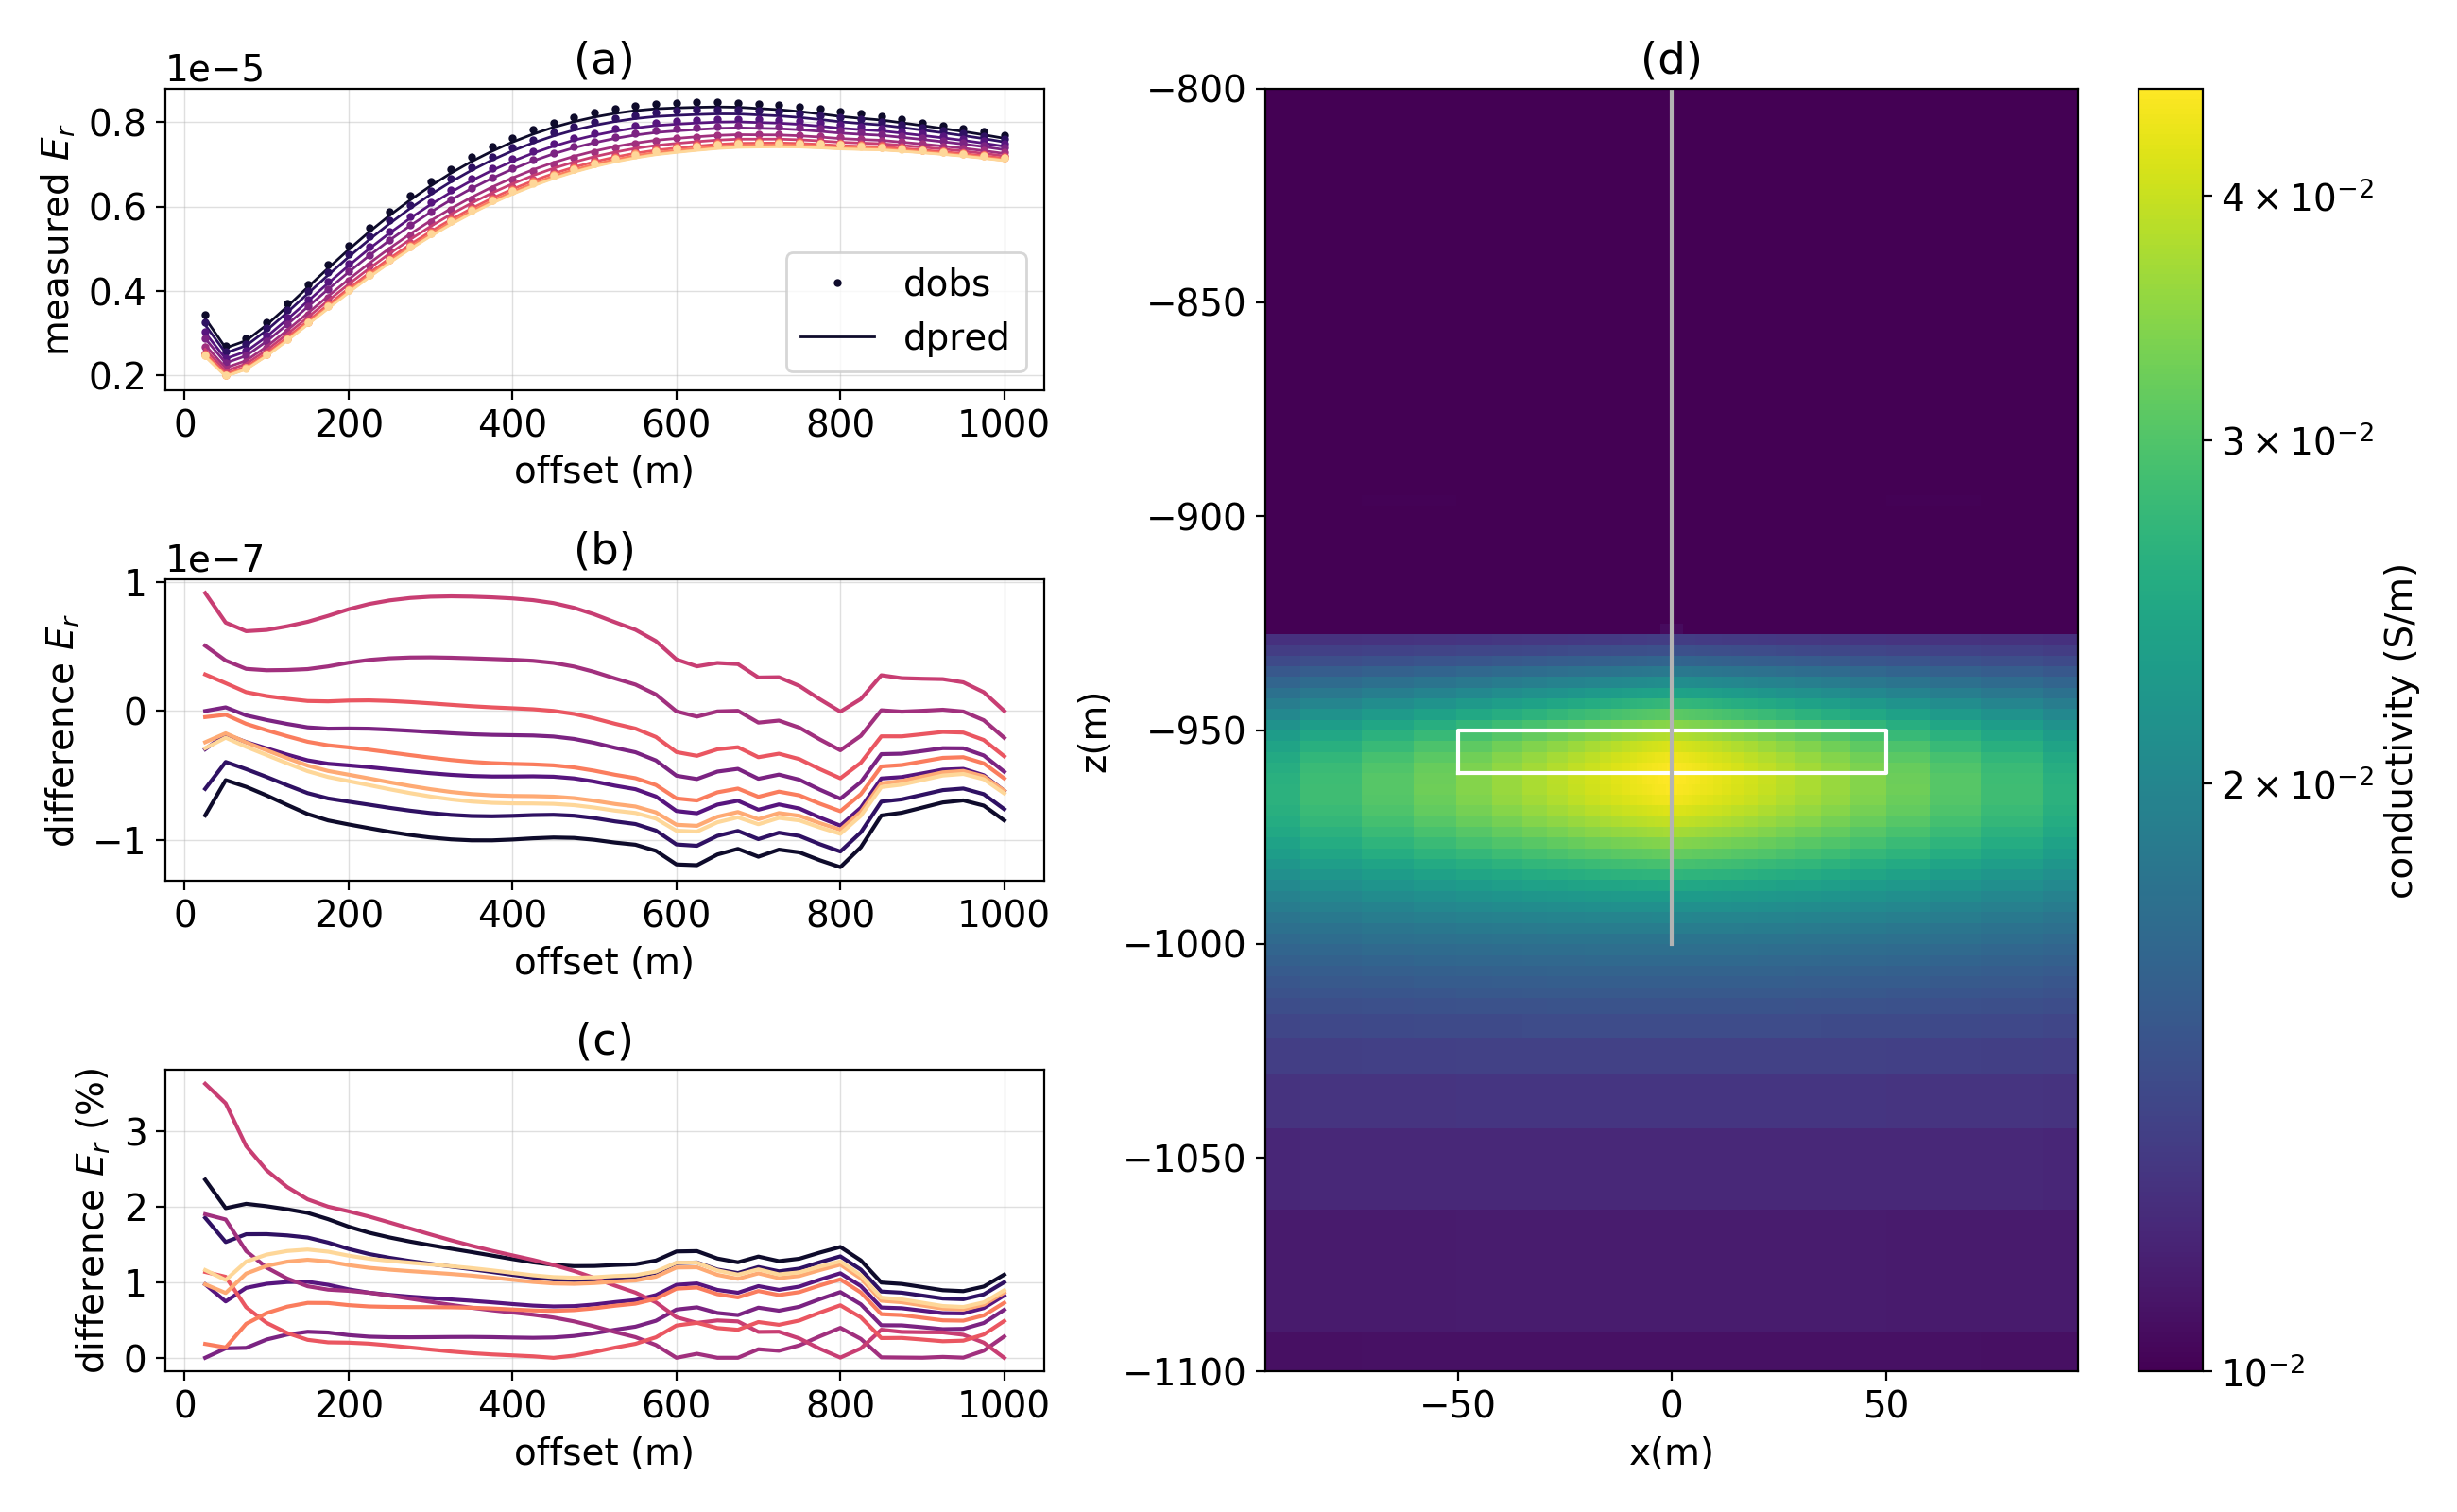 (a)
1e−5
measured E_r
0.8
0.6
0.4
0.2
dobs
dpred
0 200 400 600 800 1000
offset (m)
(b)
1e−7
difference E_r
1
0
−1
0 200 400 600 800 1000
offset (m)
(c)
difference E_r (%)
3
2
1
0
0 200 400 600 800 1000
offset (m)
(d)
z(m)
−800
−850
−900
−950
−1000
−1050
−1100
−50 0 50
x(m)
4 × 10⁻²
3 × 10⁻²
2 × 10⁻²
10⁻²
conductivity (S/m)